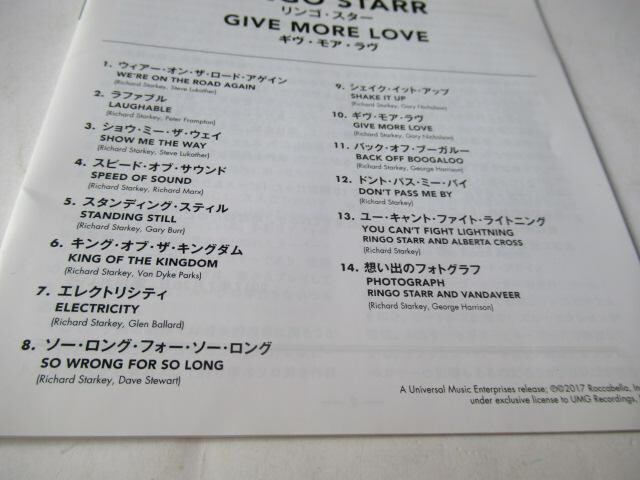 RINGO STARR
リンゴ・スター
GIVE MORE LOVE
ギヴ・モア・ラヴ
1. ウィアー・オン・ザ・ロード・アゲイン
WE'RE ON THE ROAD AGAIN
(Richard Starkey, Steve Lukather)
2. ラファブル
LAUGHABLE
(Richard Starkey, Peter Frampton)
3. ショウ・ミー・ザ・ウェイ
SHOW ME THE WAY
(Richard Starkey, Steve Lukather)
4. スピード・オブ・サウンド
SPEED OF SOUND
(Richard Starkey, Richard Marx)
5. スタンディング・スティル
STANDING STILL
(Richard Starkey, Gary Burr)
6. キング・オブ・ザ・キングダム
KING OF THE KINGDOM
(Richard Starkey, Van Dyke Parks)
7. エレクトリシティ
ELECTRICITY
(Richard Starkey, Glen Ballard)
8. ソー・ロング・フォー・ソー・ロング
SO WRONG FOR SO LONG
(Richard Starkey, Dave Stewart)
9. シェイク・イット・アップ
SHAKE IT UP
(Richard Starkey, Gary Nicholson)
10. ギヴ・モア・ラヴ
GIVE MORE LOVE
(Richard Starkey, Gary Nicholson)
11. バック・オフ・ブーガルー
BACK OFF BOOGALOO
(Richard Starkey, George Harrison)
12. ドント・パス・ミー・バイ
DON'T PASS ME BY
(Richard Starkey)
13. ユー・キャント・ファイト・ライトニング
YOU CAN'T FIGHT LIGHTNING
RINGO STARR AND ALBERTA CROSS
(Richard Starkey)
14. 想い出のフォトグラフ
PHOTOGRAPH
RINGO STARR AND VANDAVEER
(Richard Starkey, George Harrison)
A Universal Music Enterprises release; ℗©2017 Roccabella,
under exclusive license to UMG Recordings,